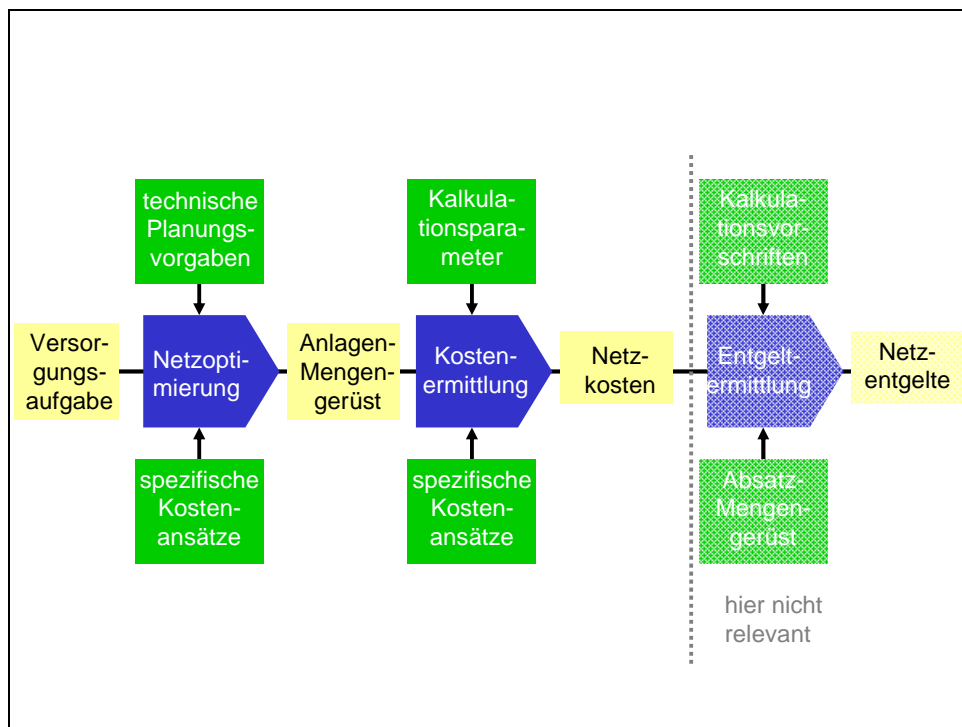 technische
Planungs-
vorgaben
Kalkula-
tionspara-
meter
Kalkula-
tionsvor-
schriften
Versor-
gungs-
aufgabe
Netzopti-
mierung
Anlagen-
Mengen-
gerüst
Kosten-
ermittlung
Netz-
kosten
Entgelt-
ermittlung
Netz-
entgelte
spezifische
Kosten-
ansätze
spezifische
Kosten-
ansätze
Absatz-
Mengen-
gerüst
hier nicht
relevant